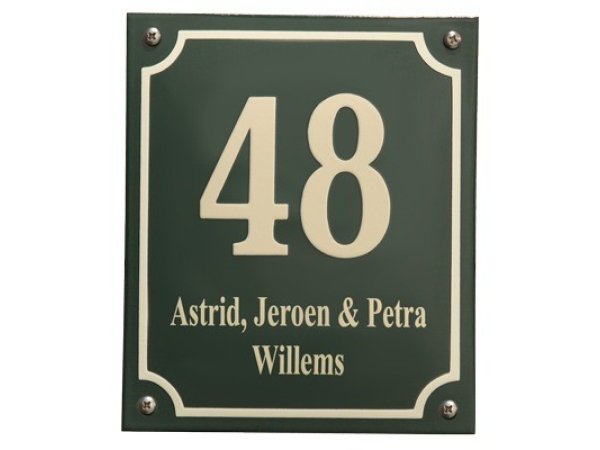 48
Astrid, Jeroen & Petra
Willems